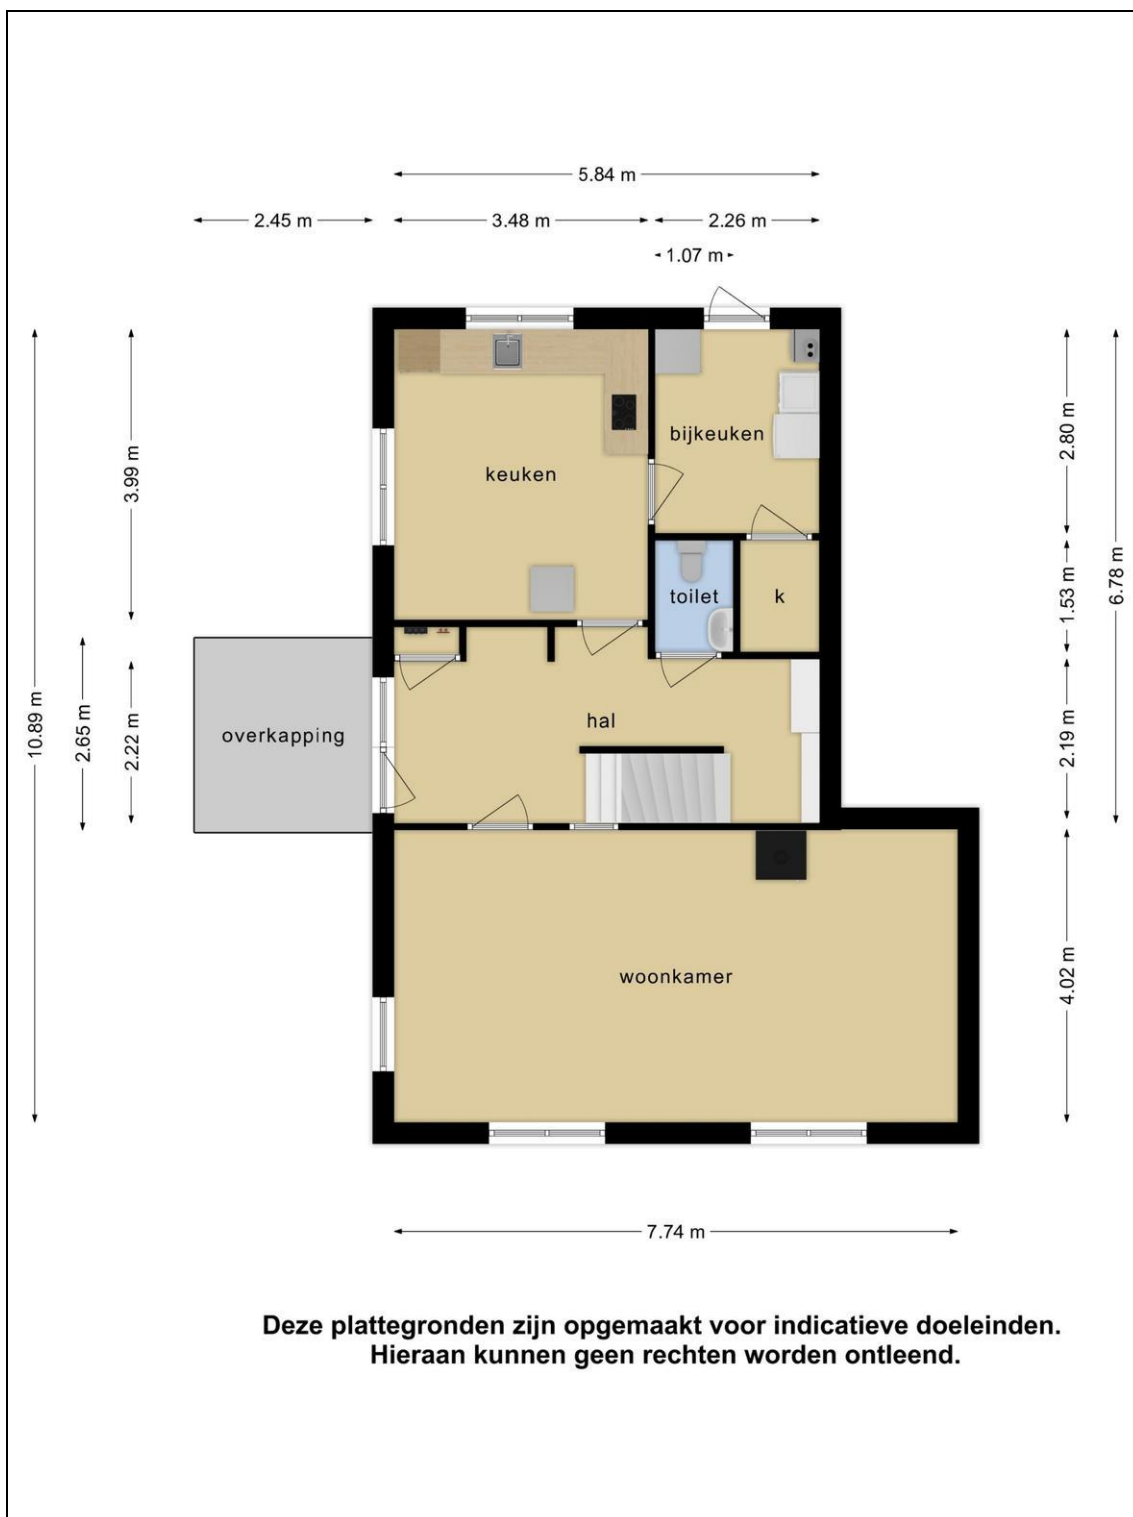 5.84 m
2.45 m
3.48 m
2.26 m
1.07 m
3.99 m
2.80 m
bijkeuken
keuken
toilet
k
1.53 m
6.78 m
10.89 m
2.65 m
2.22 m
overkapping
hal
2.19 m
woonkamer
4.02 m
7.74 m
Deze plattegronden zijn opgemaakt voor indicatieve doeleinden.
Hieraan kunnen geen rechten worden ontleend.